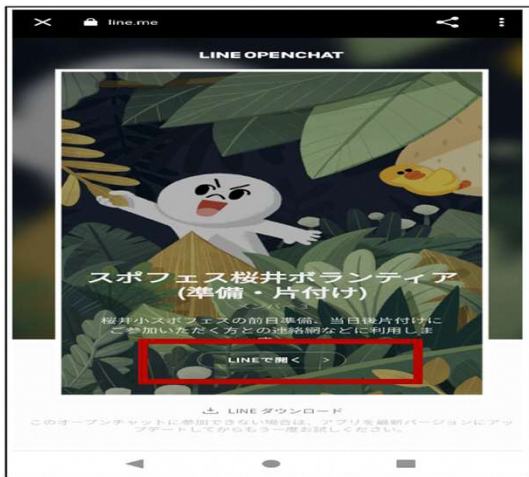 line.me
LINE OPENCHAT
スポフェス桜井ボランティア
(準備・片付け)
桜井小スポフェスの前日準備、当日後片付けに
ご参加いただく方との連絡網などに利用しま
LINEで開く >
LINE ダウンロード
このオープンチャットに参加できない場合は、アプリを最新バージョンにアッ
プデートしてからもう一度お試しください。